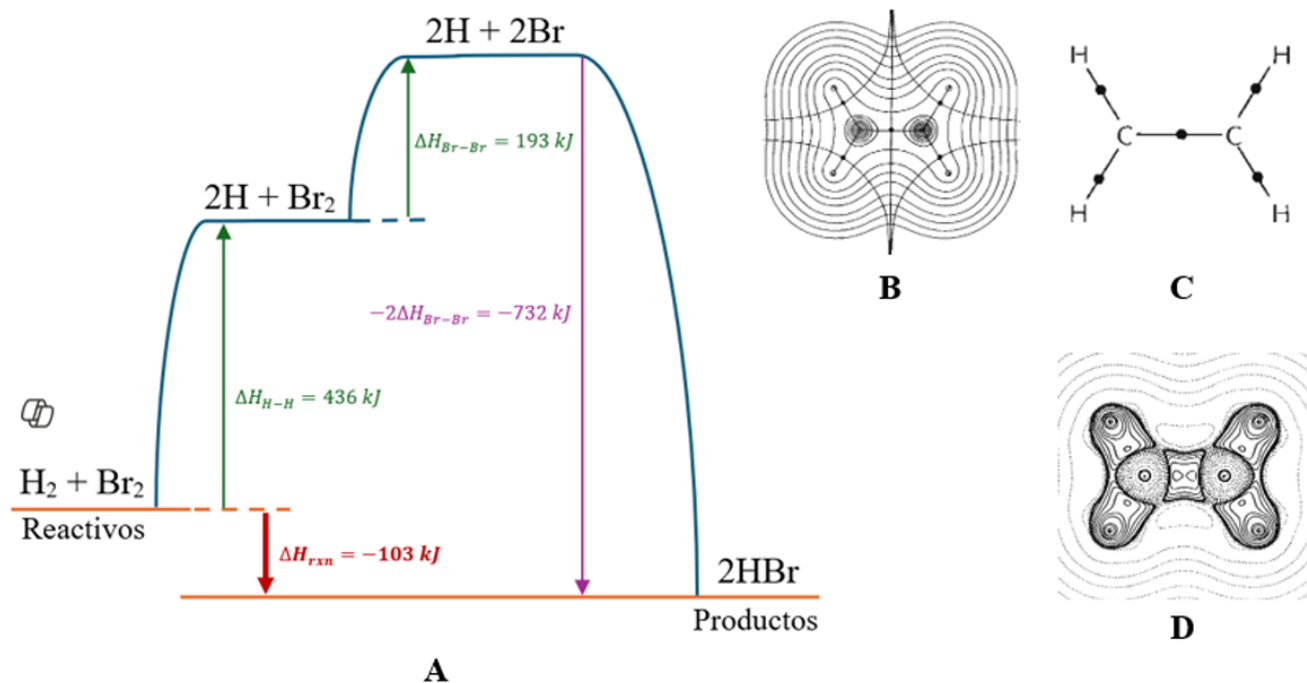 2H + 2Br
ΔH_{Br−Br} = 193 kJ
2H + Br₂
−2ΔH_{Br−Br} = −732 kJ
ΔH_{H−H} = 436 kJ
H₂ + Br₂
Reactivos
ΔH_{rxn} = −103 kJ
2HBr
Productos
A
B
H H
C C
H H
C
D